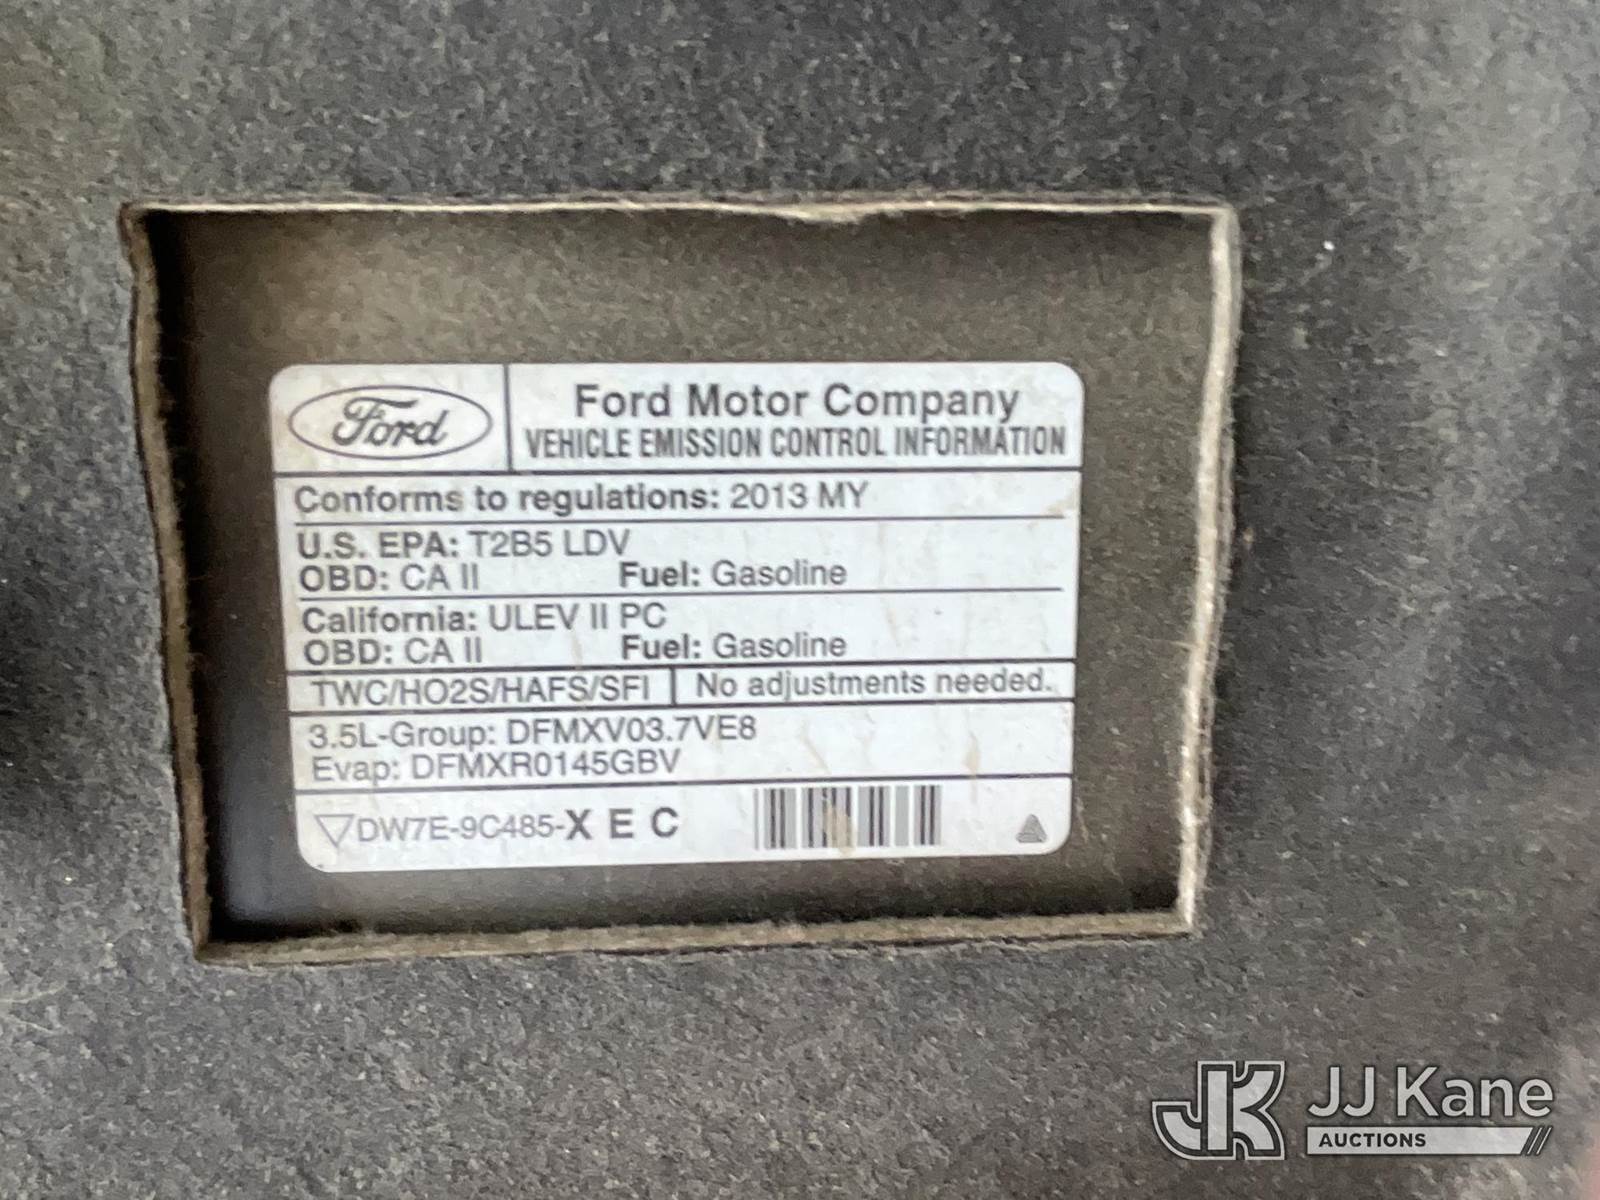 Ford
Ford Motor Company
VEHICLE EMISSION CONTROL INFORMATION
Conforms to regulations: 2013 MY
U.S. EPA: T2B5 LDV
OBD: CA II Fuel: Gasoline
California: ULEV II PC
OBD: CA II Fuel: Gasoline
TWC/HO2S/HAFS/SFI No adjustments needed.
3.5L-Group: DFMXV03.7VE8
Evap: DFMXR0145GBV
DW7E-9C485-X E C
JK JJ Kane
AUCTIONS